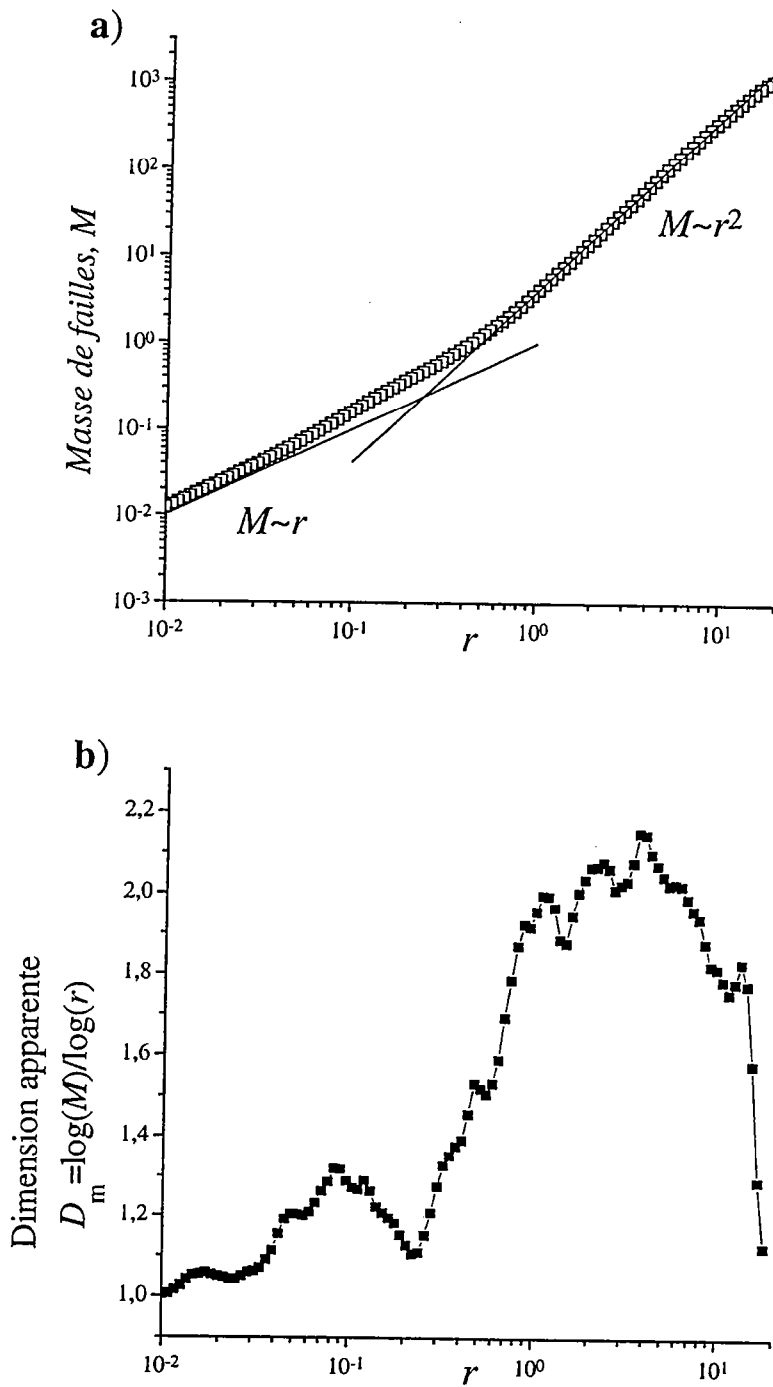 a)
10³
10²
10¹
10⁰
10⁻¹
10⁻²
10⁻³
Masse de failles, M
M~r²
M~r
10⁻² 10⁻¹ 10⁰ 10¹
r
b)
2,2
2,0
1,8
1,6
1,4
1,2
1,0
Dimension apparente
Dₘ =log(M)/log(r)
10⁻² 10⁻¹ 10⁰ 10¹
r